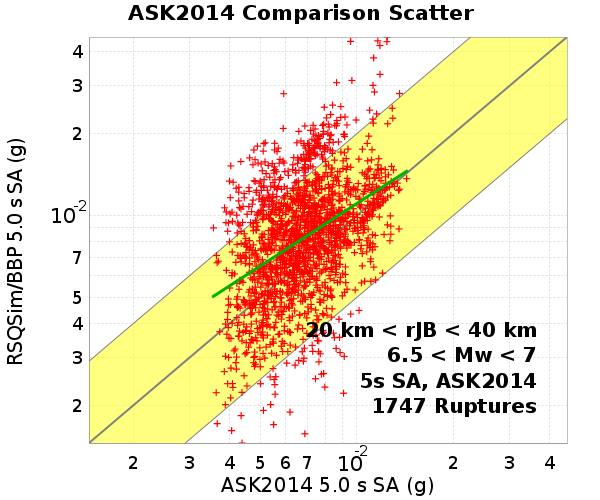 ASK2014 Comparison Scatter
RSQSim/BBP 5.0 s SA (g)
4
3
2
10^-2
7
5
4
3
2
20 km < rJB < 40 km
6.5 < Mw < 7
5s SA, ASK2014
1747 Ruptures
2 3 4 5 6 7 10^-2 2 3 4
ASK2014 5.0 s SA (g)